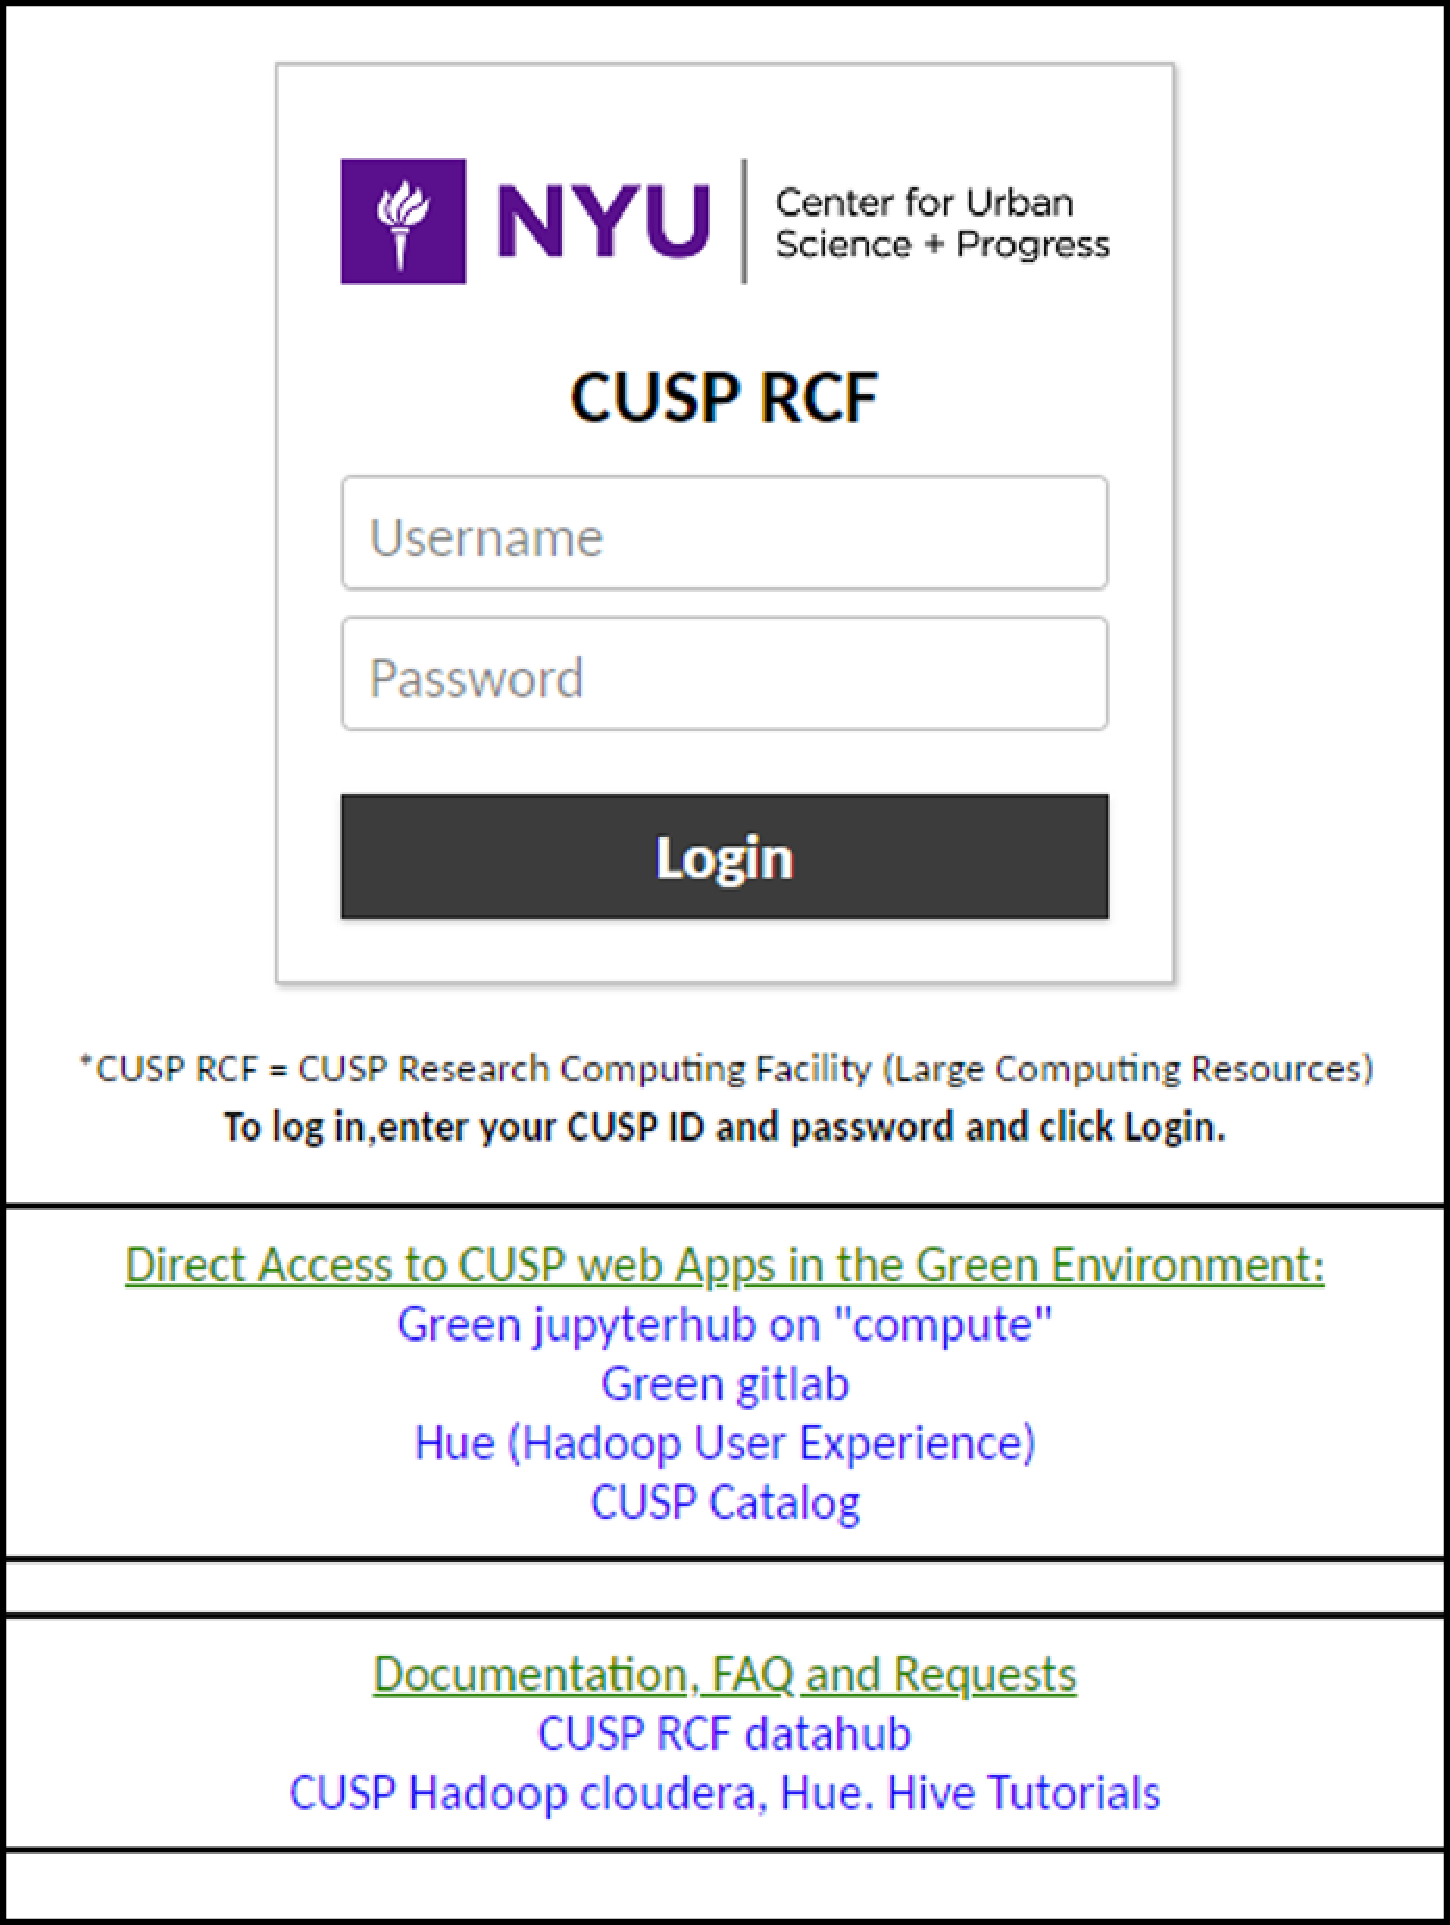 NYU
Center for Urban
Science + Progress
CUSP RCF
Username
Password
Login
*CUSP RCF = CUSP Research Computing Facility (Large Computing Resources)
To log in,enter your CUSP ID and password and click Login.
Direct Access to CUSP web Apps in the Green Environment:
Green jupyterhub on "compute"
Green gitlab
Hue (Hadoop User Experience)
CUSP Catalog
Documentation, FAQ and Requests
CUSP RCF datahub
CUSP Hadoop cloudera, Hue. Hive Tutorials